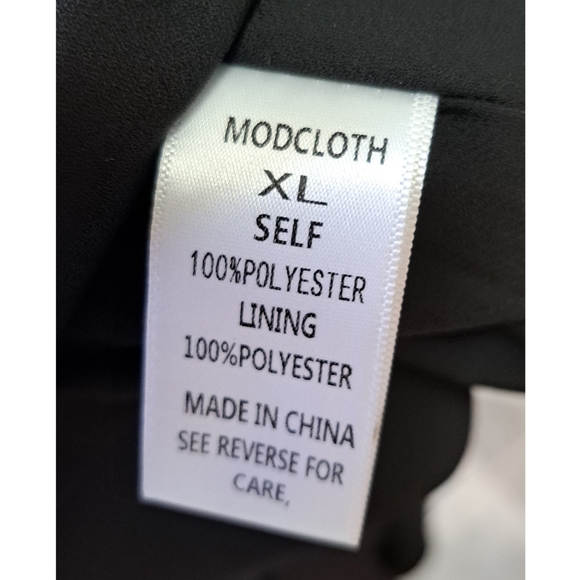 MODCLOTH
XL
SELF
100%POLYESTER
LINING
100%POLYESTER
MADE IN CHINA
SEE REVERSE FOR
CARE,